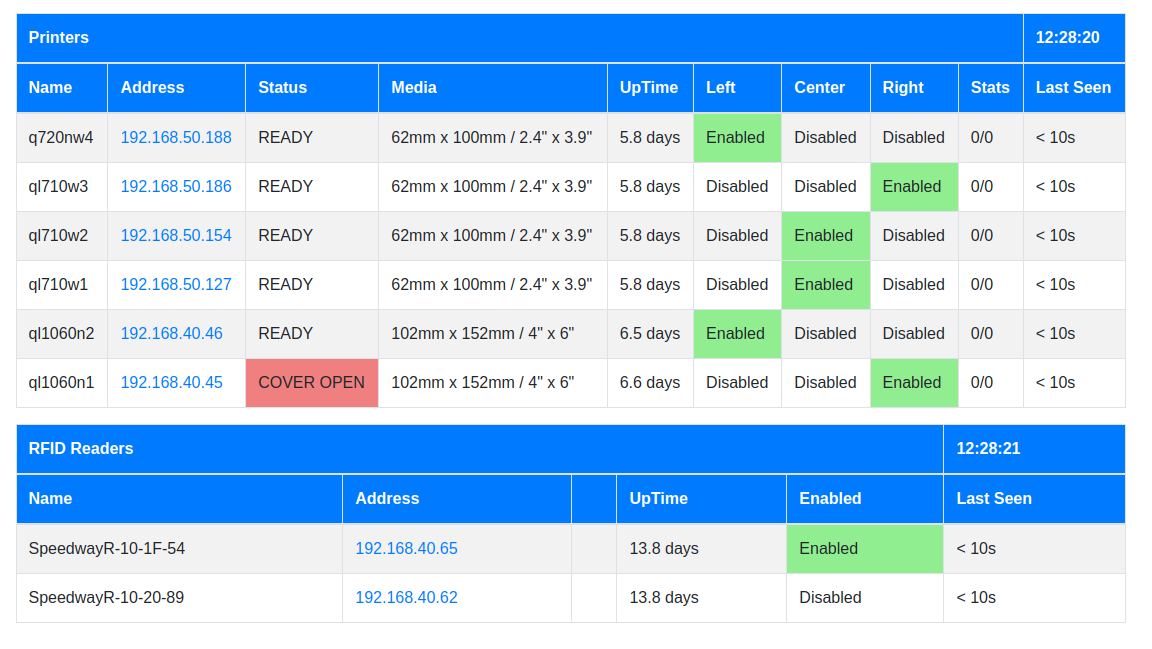 Printers 12:28:20
Name Address Status Media UpTime Left Center Right Stats Last Seen
q720nw4 192.168.50.188 READY 62mm x 100mm / 2.4" x 3.9" 5.8 days Enabled Disabled Disabled 0/0 < 10s
ql710w3 192.168.50.186 READY 62mm x 100mm / 2.4" x 3.9" 5.8 days Disabled Disabled Enabled 0/0 < 10s
ql710w2 192.168.50.154 READY 62mm x 100mm / 2.4" x 3.9" 5.8 days Disabled Enabled Disabled 0/0 < 10s
ql710w1 192.168.50.127 READY 62mm x 100mm / 2.4" x 3.9" 5.8 days Disabled Enabled Disabled 0/0 < 10s
ql1060n2 192.168.40.46 READY 102mm x 152mm / 4" x 6" 6.5 days Enabled Disabled Disabled 0/0 < 10s
ql1060n1 192.168.40.45 COVER OPEN 102mm x 152mm / 4" x 6" 6.6 days Disabled Disabled Enabled 0/0 < 10s
RFID Readers 12:28:21
Name Address UpTime Enabled Last Seen
SpeedwayR-10-1F-54 192.168.40.65 13.8 days Enabled < 10s
SpeedwayR-10-20-89 192.168.40.62 13.8 days Disabled < 10s